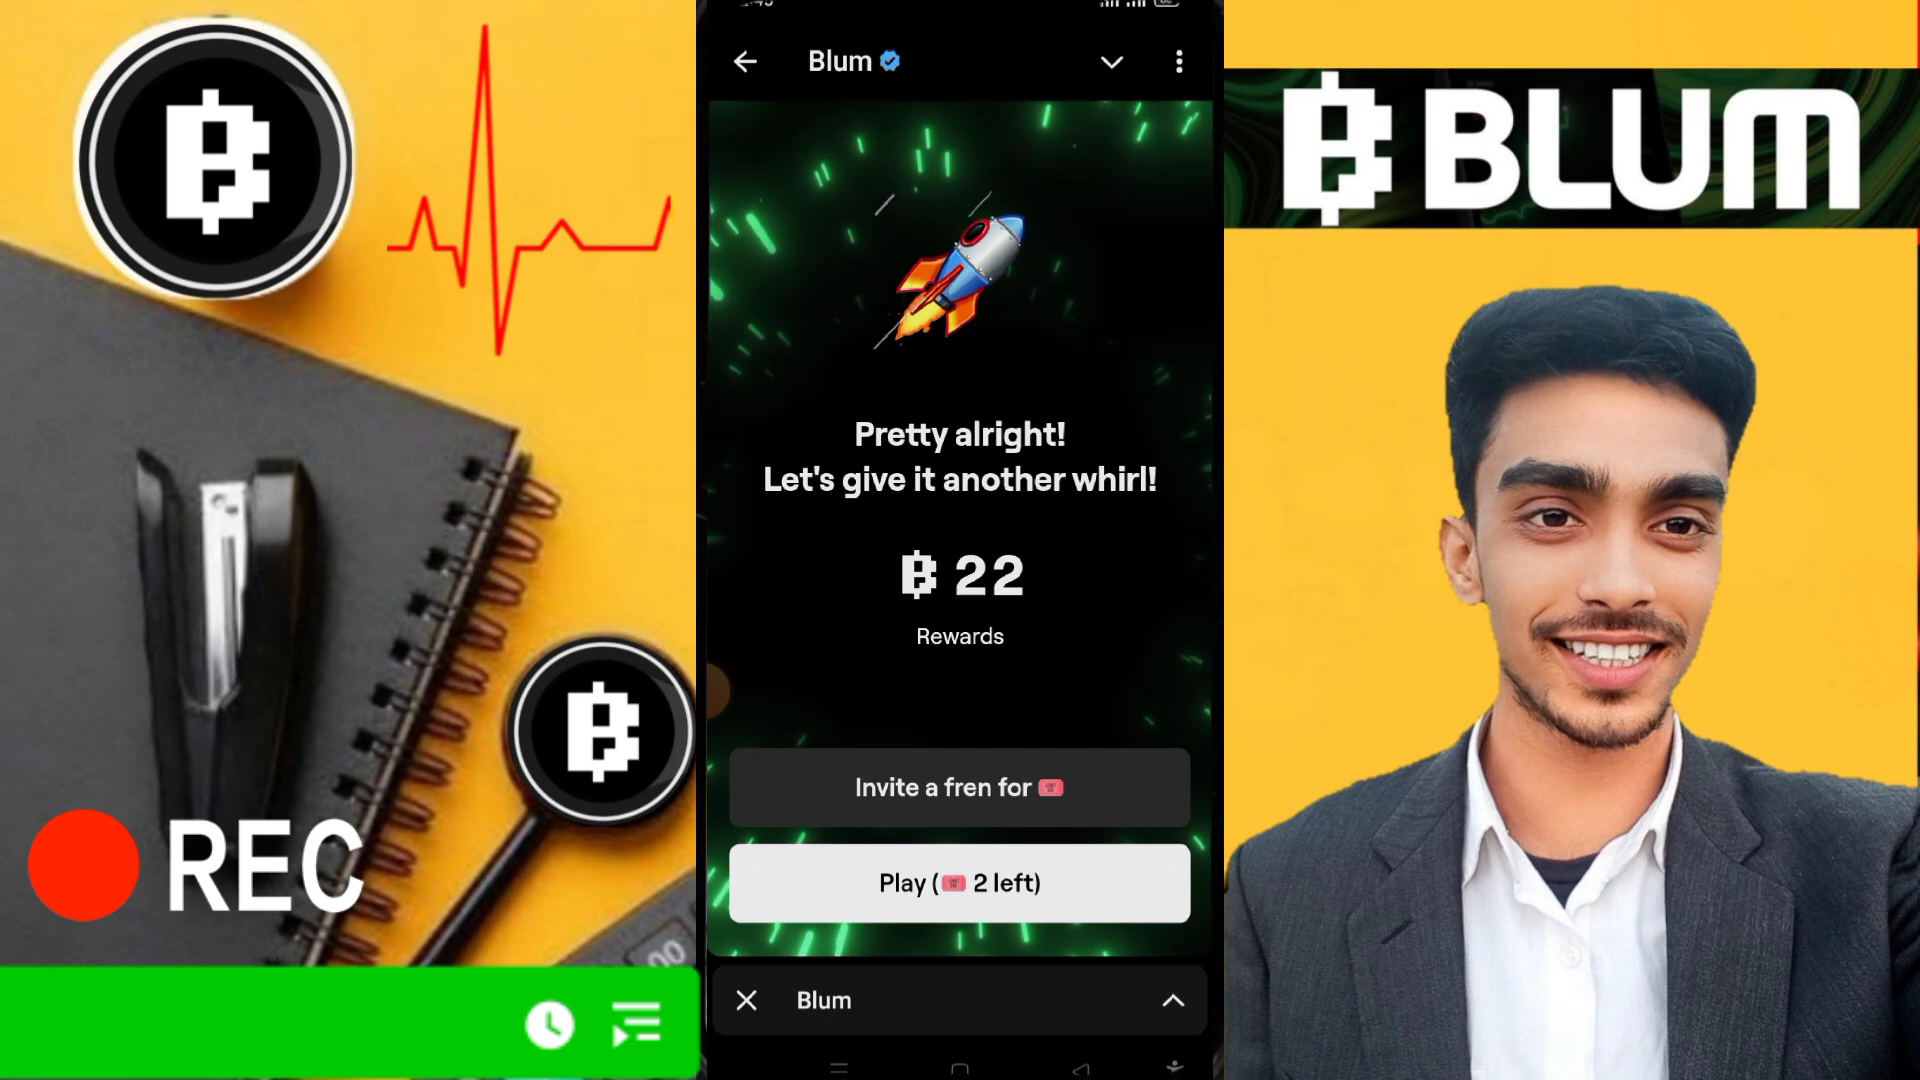 REC
00
Blum
Pretty alright!
Let's give it another whirl!
22
Rewards
Invite a fren for
Play ( 2 left)
Blum
BLUM